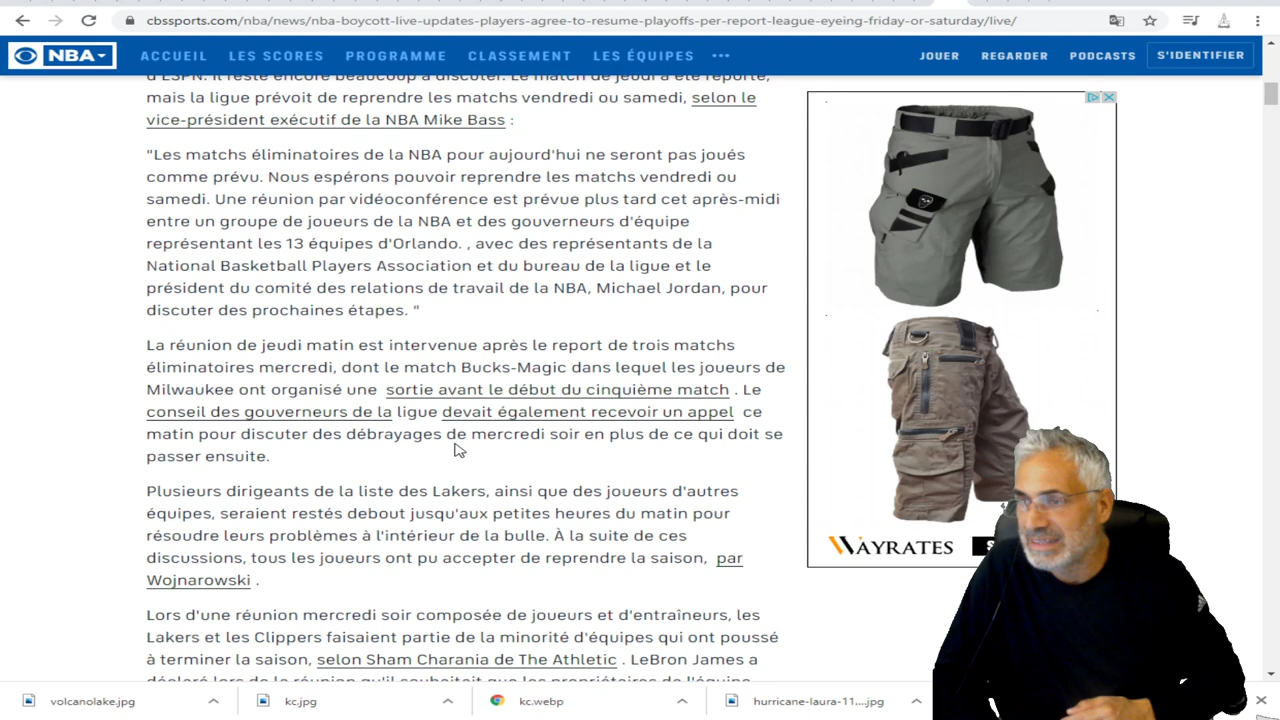 cbssports.com/nba/news/nba-boycott-live-updates-players-agree-to-resume-playoffs-per-report-league-eyeing-friday-or-saturday/live/
NBA ACCUEIL LES SCORES PROGRAMME CLASSEMENT LES ÉQUIPES ••• JOUER REGARDER PODCASTS S'IDENTIFIER
d'ESPN. Il reste encore beaucoup à discuter. Le match de jeudi a été reporté,
mais la ligue prévoit de reprendre les matchs vendredi ou samedi, selon le
vice-président exécutif de la NBA Mike Bass :
"Les matchs éliminatoires de la NBA pour aujourd'hui ne seront pas joués
comme prévu. Nous espérons pouvoir reprendre les matchs vendredi ou
samedi. Une réunion par vidéoconférence est prévue plus tard cet après-midi
entre un groupe de joueurs de la NBA et des gouverneurs d'équipe
représentant les 13 équipes d'Orlando. , avec des représentants de la
National Basketball Players Association et du bureau de la ligue et le
président du comité des relations de travail de la NBA, Michael Jordan, pour
discuter des prochaines étapes. "
La réunion de jeudi matin est intervenue après le report de trois matchs
éliminatoires mercredi, dont le match Bucks-Magic dans lequel les joueurs de
Milwaukee ont organisé une sortie avant le début du cinquième match . Le
conseil des gouverneurs de la ligue devait également recevoir un appel ce
matin pour discuter des débrayages de mercredi soir en plus de ce qui doit se
passer ensuite.
Plusieurs dirigeants de la liste des Lakers, ainsi que des joueurs d'autres
équipes, seraient restés debout jusqu'aux petites heures du matin pour
résoudre leurs problèmes à l'intérieur de la bulle. À la suite de ces
discussions, tous les joueurs ont pu accepter de reprendre la saison, par
Wojnarowski .
Lors d'une réunion mercredi soir composée de joueurs et d'entraîneurs, les
Lakers et les Clippers faisaient partie de la minorité d'équipes qui ont poussé
à terminer la saison, selon Sham Charania de The Athletic . LeBron James a
déclaré lors de la réunion qu'il souhaitait que les propriétaires de l'équipe
WAYRATES
volcanolake.jpg kc.jpg kc.webp hurricane-laura-11....jpg